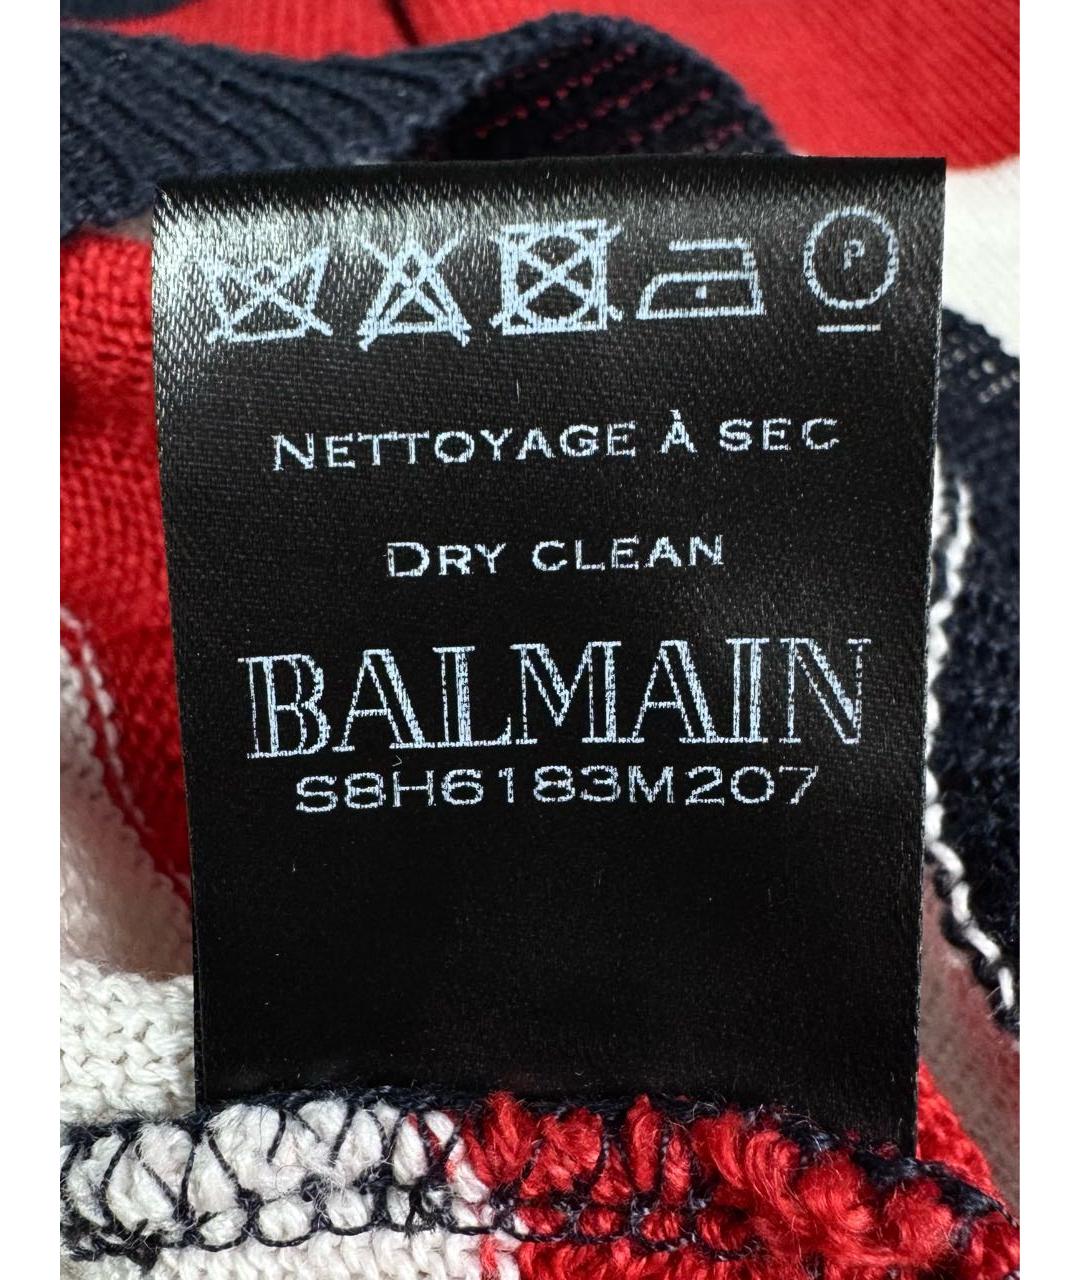 P
NETTOYAGE À SEC
DRY CLEAN
BALMAIN
S8H6183M207